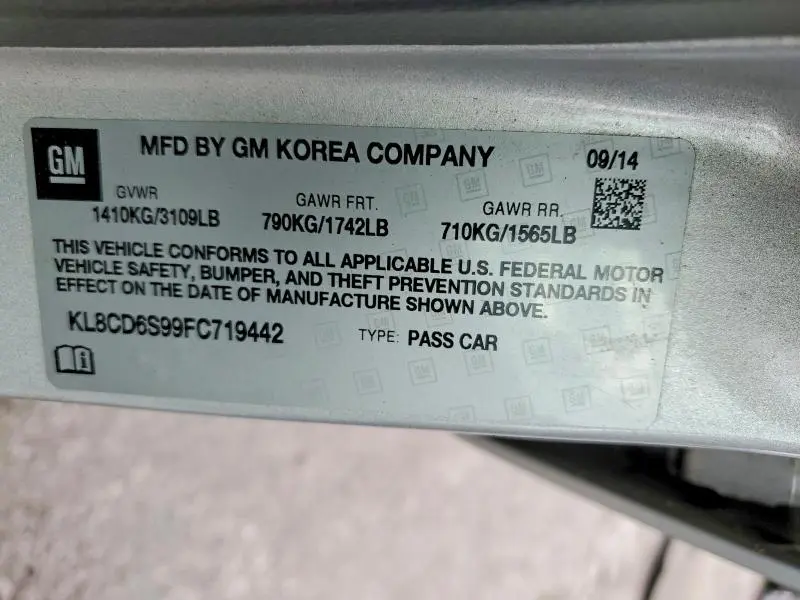 GM
MFD BY GM KOREA COMPANY 09/14
GVWR GAWR FRT. GAWR RR.
1410KG/3109LB 790KG/1742LB 710KG/1565LB
THIS VEHICLE CONFORMS TO ALL APPLICABLE U.S. FEDERAL MOTOR
VEHICLE SAFETY, BUMPER, AND THEFT PREVENTION STANDARDS IN
EFFECT ON THE DATE OF MANUFACTURE SHOWN ABOVE.
KL8CD6S99FC719442 TYPE: PASS CAR